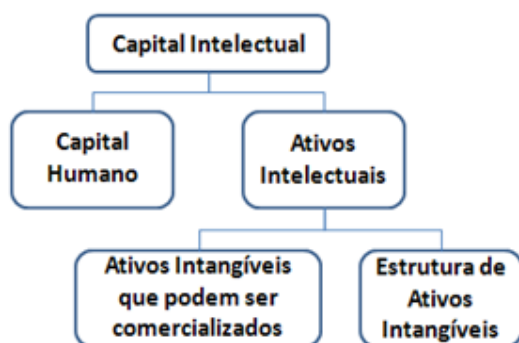 Capital Intelectual
Capital
Humano
Ativos
Intelectuais
Ativos Intangíveis
que podem ser
comercializados
Estrutura de
Ativos
Intangíveis